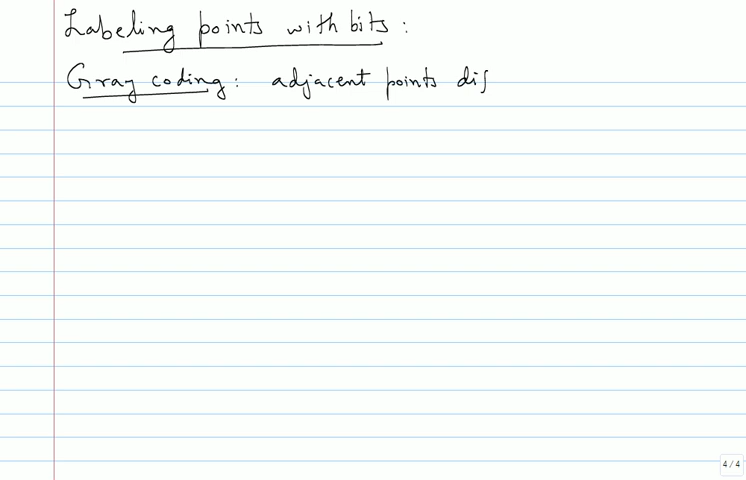 Labeling points with bits :
Gray coding : adjacent points dif
4 / 4